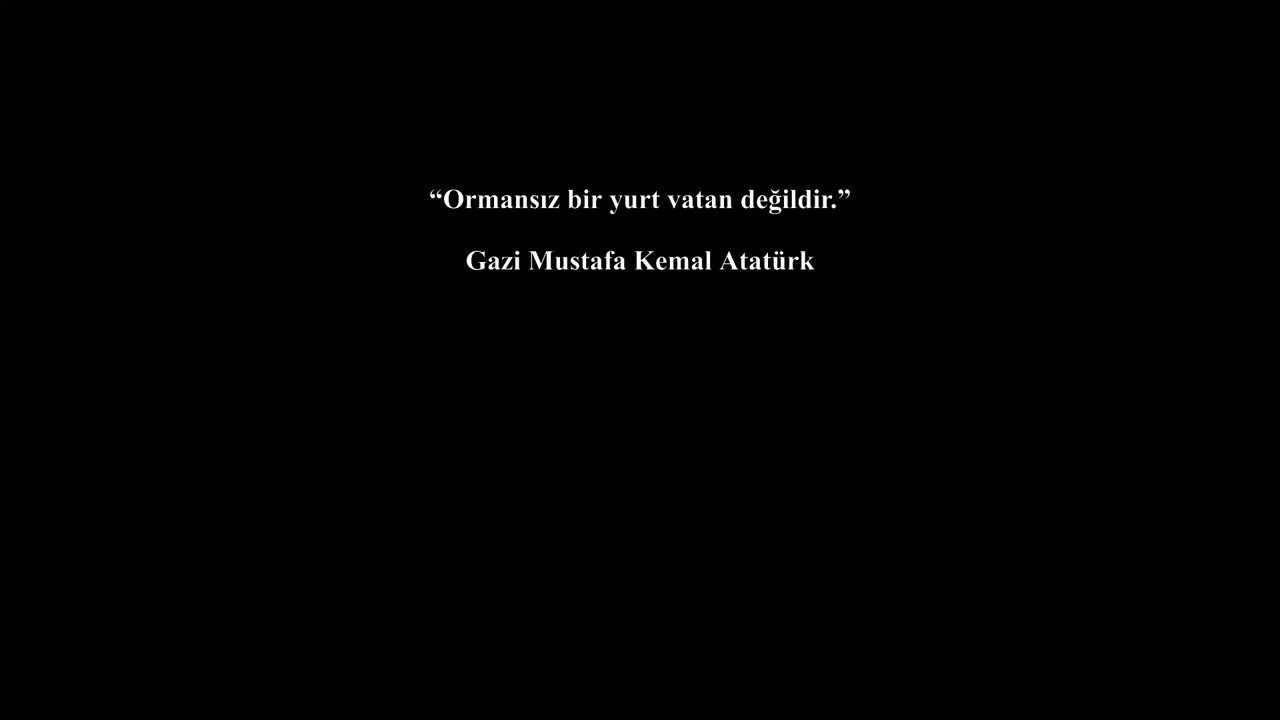 “Ormansız bir yurt vatan değildir.”
Gazi Mustafa Kemal Atatürk